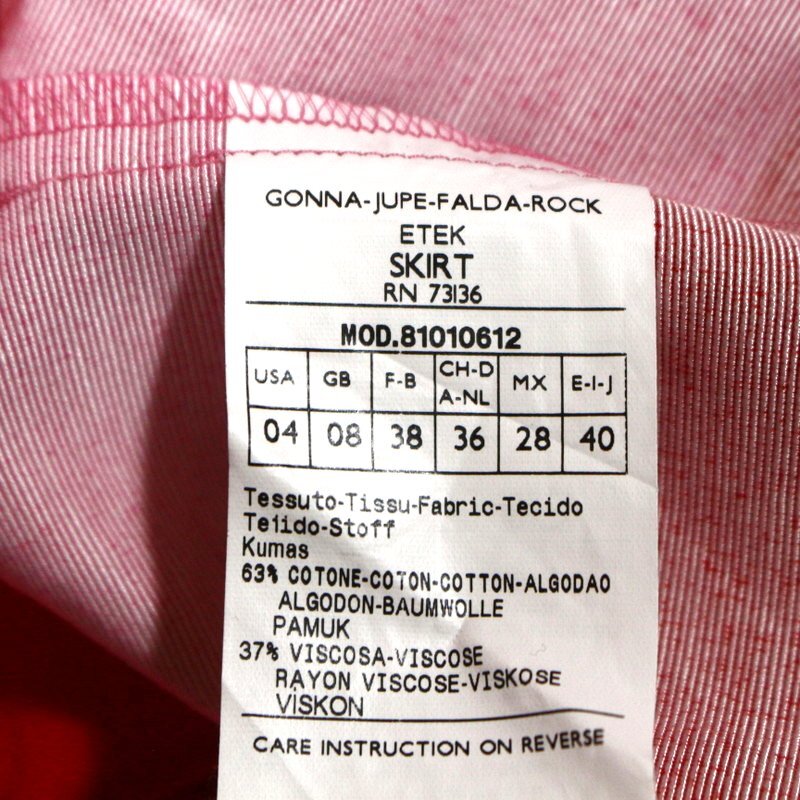 GONNA-JUPE-FALDA-ROCK
ETEK
SKIRT
RN 73136
MOD.81010612
USA GB F-B CH-D A-NL MX E-I-J
04 08 38 36 28 40
Tessuto-Tissu-Fabric-Tecido
Tejido-Stoff
Kumas
63% COTONE-COTON-COTTON-ALGODAO
ALGODON-BAUMWOLLE
PAMUK
37% VISCOSA-VISCOSE
RAYON VISCOSE-VISKOSE
VİSKON
CARE INSTRUCTION ON REVERSE